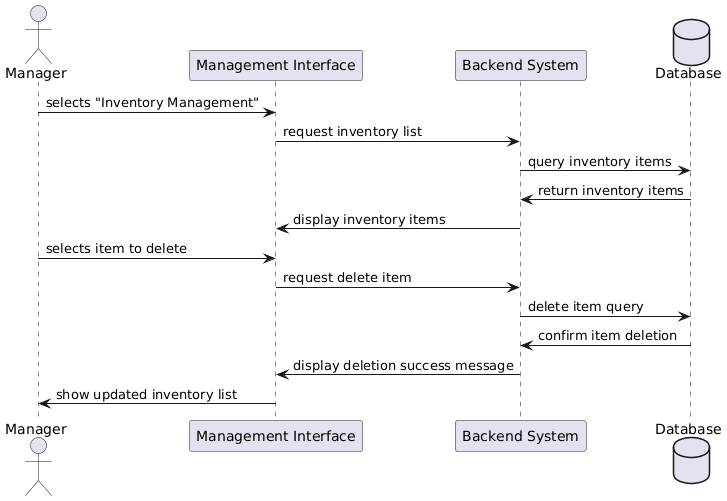 Manager
Management Interface
Backend System
Database
selects "Inventory Management"
request inventory list
query inventory items
return inventory items
display inventory items
selects item to delete
request delete item
delete item query
confirm item deletion
display deletion success message
show updated inventory list
Manager
Management Interface
Backend System
Database